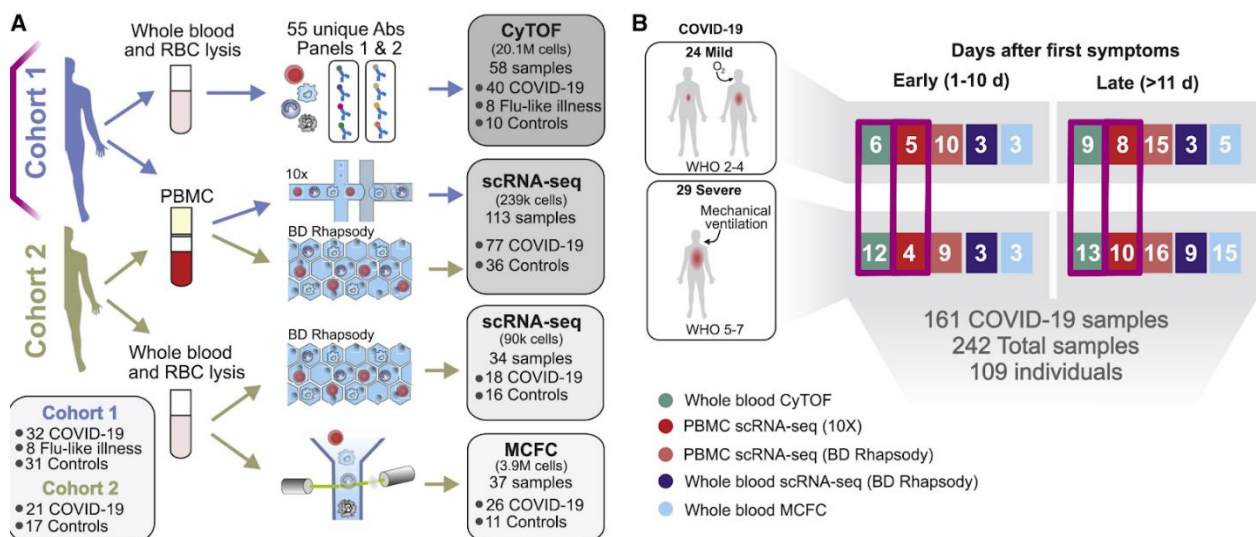 A
Cohort 1
Cohort 2
Whole blood
and RBC lysis
55 unique Abs
Panels 1 & 2
CyTOF
(20.1M cells)
58 samples
40 COVID-19
8 Flu-like illness
10 Controls
PBMC
10x
BD Rhapsody
scRNA-seq
(239k cells)
113 samples
77 COVID-19
36 Controls
Whole blood
and RBC lysis
BD Rhapsody
scRNA-seq
(90k cells)
34 samples
18 COVID-19
16 Controls
MCFC
(3.9M cells)
37 samples
26 COVID-19
11 Controls
Cohort 1
32 COVID-19
8 Flu-like illness
31 Controls
Cohort 2
21 COVID-19
17 Controls
B
COVID-19
24 Mild
O2
WHO 2-4
29 Severe
Mechanical
ventilation
WHO 5-7
Days after first symptoms
Early (1-10 d) Late (>11 d)
6 5 10 3 3 9 8 15 3 5
12 4 9 3 3 13 10 16 9 15
161 COVID-19 samples
242 Total samples
109 individuals
Whole blood CyTOF
PBMC scRNA-seq (10X)
PBMC scRNA-seq (BD Rhapsody)
Whole blood scRNA-seq (BD Rhapsody)
Whole blood MCFC